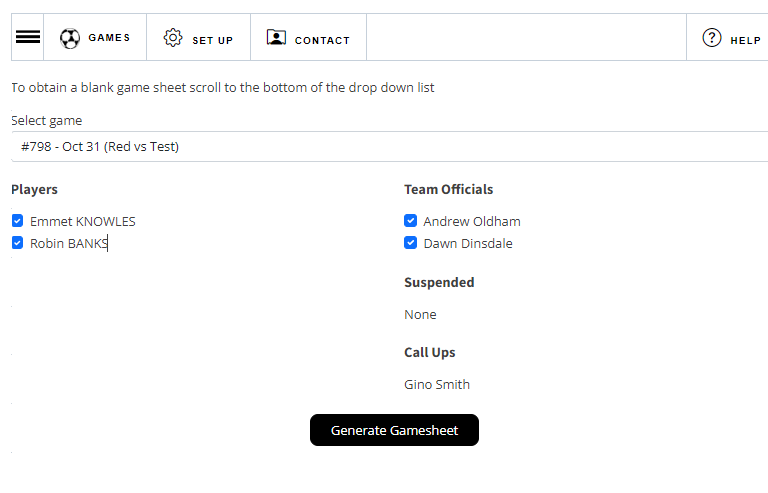 GAMES
SET UP
CONTACT
HELP
To obtain a blank game sheet scroll to the bottom of the drop down list
Select game
#798 - Oct 31 (Red vs Test)
Players
Emmet KNOWLES
Robin BANKS
Team Officials
Andrew Oldham
Dawn Dinsdale
Suspended
None
Call Ups
Gino Smith
Generate Gamesheet